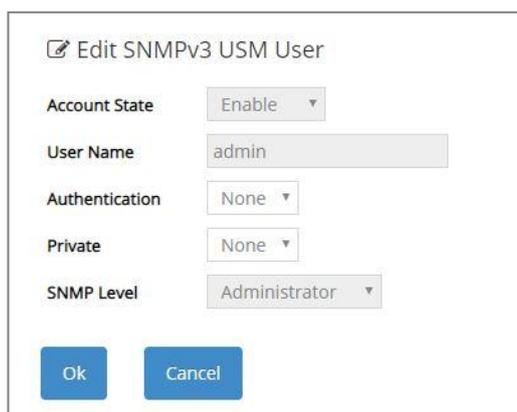 Edit SNMPv3 USM User
Account State Enable
User Name admin
Authentication None
Private None
SNMP Level Administrator
Ok Cancel